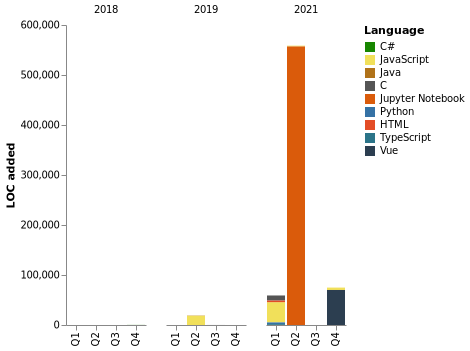 2018 2019 2021
Language
C#
JavaScript
Java
C
Jupyter Notebook
Python
HTML
TypeScript
Vue
LOC added
600,000
500,000
400,000
300,000
200,000
100,000
0
Q1 Q2 Q3 Q4 Q1 Q2 Q3 Q4 Q1 Q2 Q3 Q4